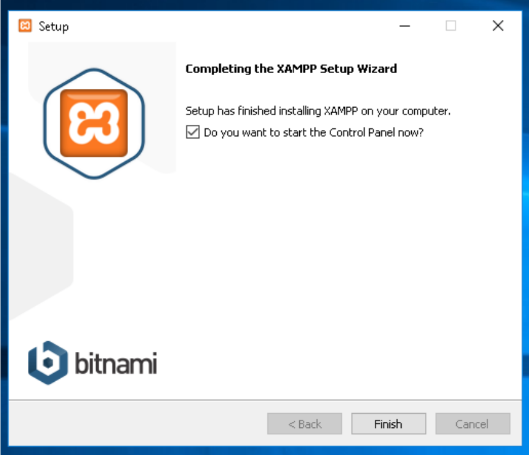 Setup
Completing the XAMPP Setup Wizard
Setup has finished installing XAMPP on your computer.
Do you want to start the Control Panel now?
bitnami
< Back
Finish
Cancel